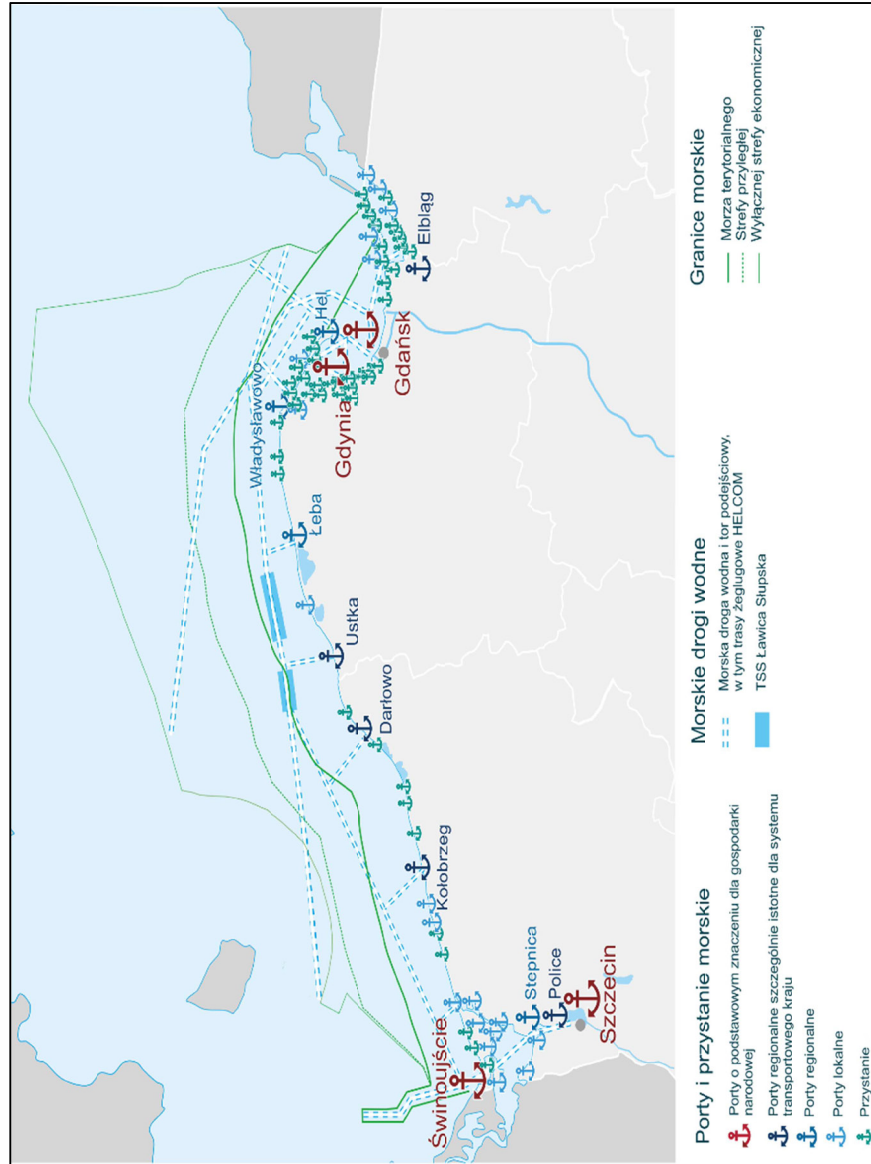 Świnoujście
Szczecin
Police
Stepnica
Kołobrzeg
Darłowo
Ustka
Łeba
Władysławowo
Gdynia
Hel
Gdańsk
Elbląg
Porty i przystanie morskie
Porty o podstawowym znaczeniu dla gospodarki
narodowej
Porty regionalne szczególnie istotne dla systemu
transportowego kraju
Porty regionalne
Porty lokalne
Przystanie
Morskie drogi wodne
Morska droga wodna i tor podejściowy,
w tym trasy żeglugowe HELCOM
TSS Ławica Słupska
Granice morskie
Morza terytorialnego
Strefy przyległej
Wyłącznej strefy ekonomicznej